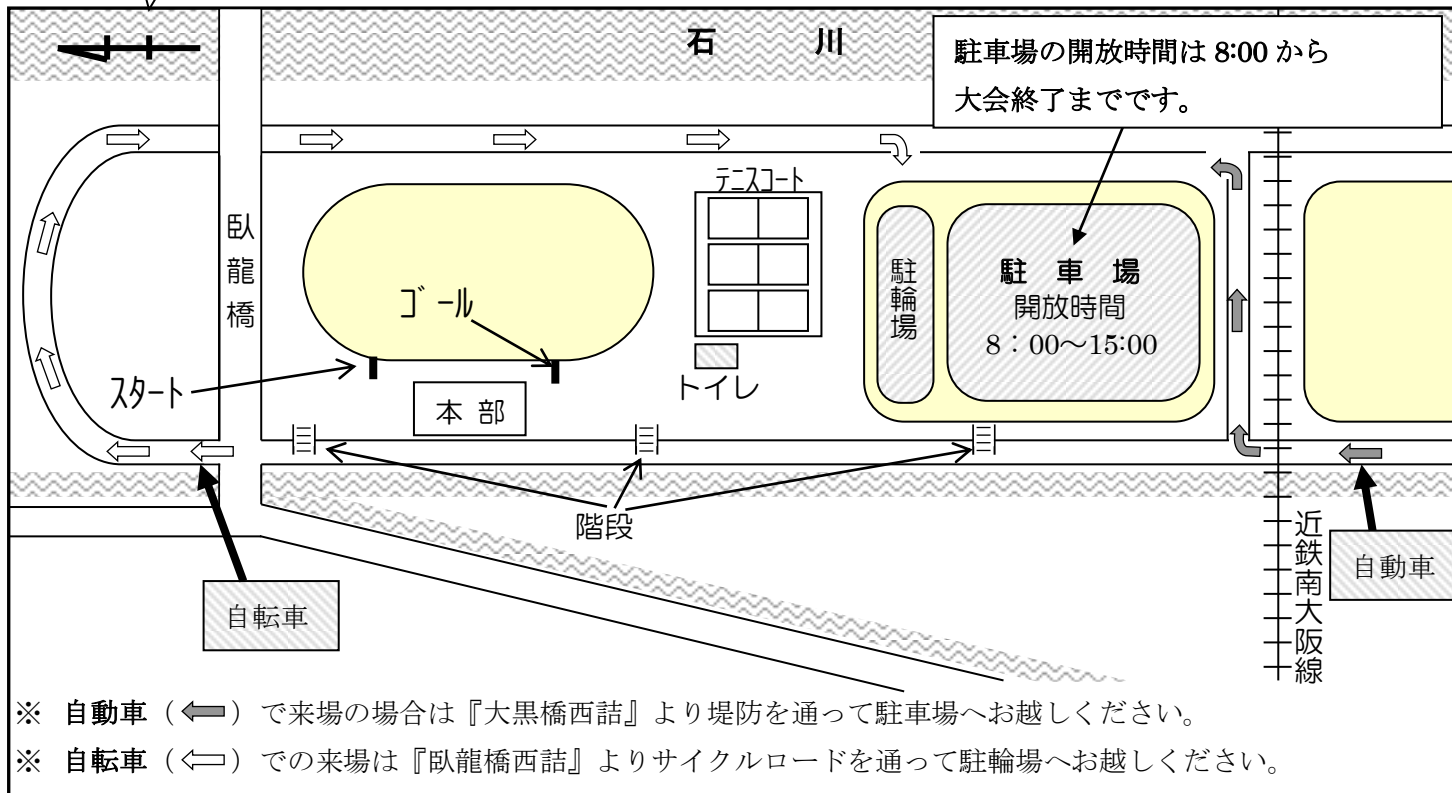 石 川
駐車場の開放時間は 8:00 から
大会終了までです。
臥龍橋
テニスコート
ゴール
駐輪場
駐 車 場
開放時間
8：00～15:00
スタート
本 部
トイレ
階段
近鉄南大阪線
自動車
自転車
※ 自動車（⇐）で来場の場合は『大黒橋西詰』より堤防を通って駐車場へお越しください。
※ 自転車（⇐）での来場は『臥龍橋西詰』よりサイクルロードを通って駐輪場へお越しください。